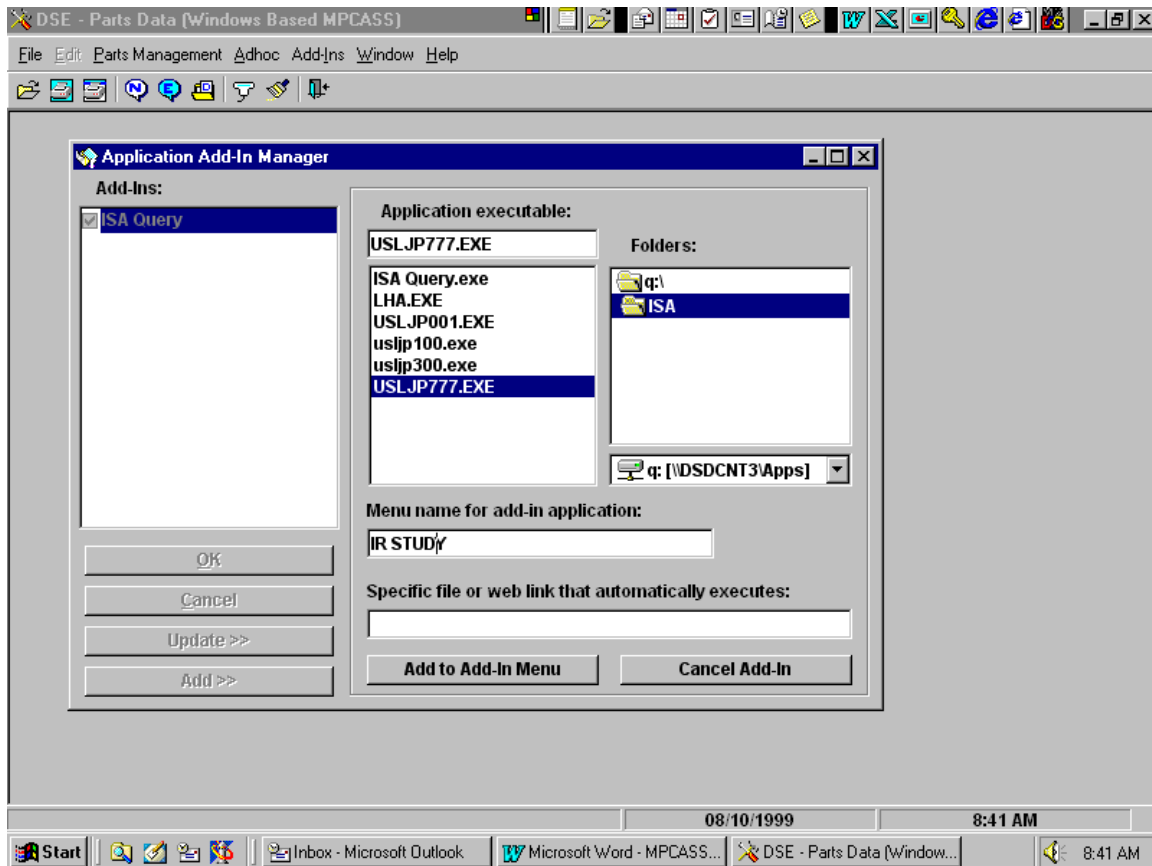 DSE - Parts Data (Windows Based MPCASS)
File Edit Parts Management Adhoc Add-Ins Window Help
Application Add-In Manager
Add-Ins:
ISA Query
Application executable:
USLJP777.EXE
ISA Query.exe
LHA.EXE
USLJP001.EXE
usljp100.exe
usljp300.exe
USLJP777.EXE
Folders:
q:\
ISA
q: [\\DSDCNT3\Apps]
Menu name for add-in application:
IR STUDY
Specific file or web link that automatically executes:
OK
Cancel
Update >>
Add >>
Add to Add-In Menu Cancel Add-In
08/10/1999 8:41 AM
Start Inbox - Microsoft Outlook Microsoft Word - MPCASS... DSE - Parts Data (Window... 8:41 AM